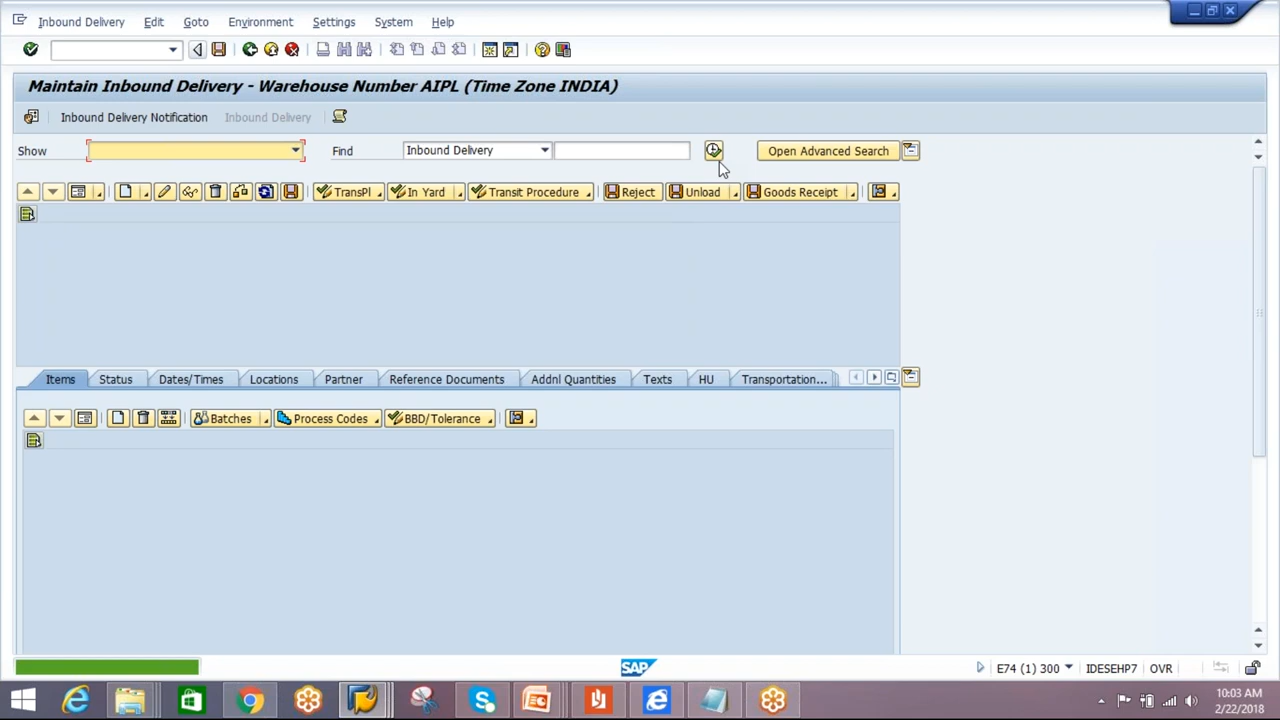 Inbound Delivery Edit Goto Environment Settings System Help
Maintain Inbound Delivery - Warehouse Number AIPL (Time Zone INDIA)
Inbound Delivery Notification Inbound Delivery
Show Find Inbound Delivery Open Advanced Search
TransPl In Yard Transit Procedure Reject Unload Goods Receipt
Items Status Dates/Times Locations Partner Reference Documents Addnl Quantities Texts HU Transportation...
Batches Process Codes BBD/Tolerance
SAP E74 (1) 300 IDESEHP7 OVR
10:03 AM
2/22/2018